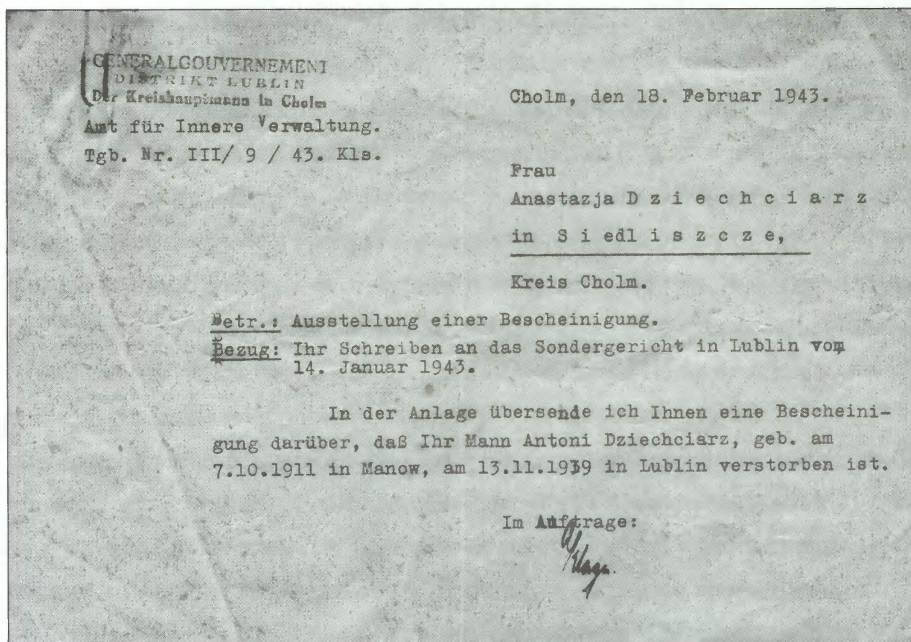 GENERALGOUVERNEMENT
DISTRIKT LUBLIN
Der Kreishauptmann in Cholm
Amt für Innere Verwaltung.
Tgb. Nr. III/ 9 / 43. Kls.
Cholm, den 18. Februar 1943.
Frau
Anastazja D z i e c h c i a r z
in S i e d l i s z c z e,
Kreis Cholm.
Betr.: Ausstellung einer Bescheinigung.
Bezug: Ihr Schreiben an das Sondergericht in Lublin vom
14. Januar 1943.
In der Anlage übersende ich Ihnen eine Bescheini-
gung darüber, daß Ihr Mann Antoni Dziechciarz, geb. am
7.10.1911 in Manow, am 13.11.1939 in Lublin verstorben ist.
Im Auftrage: